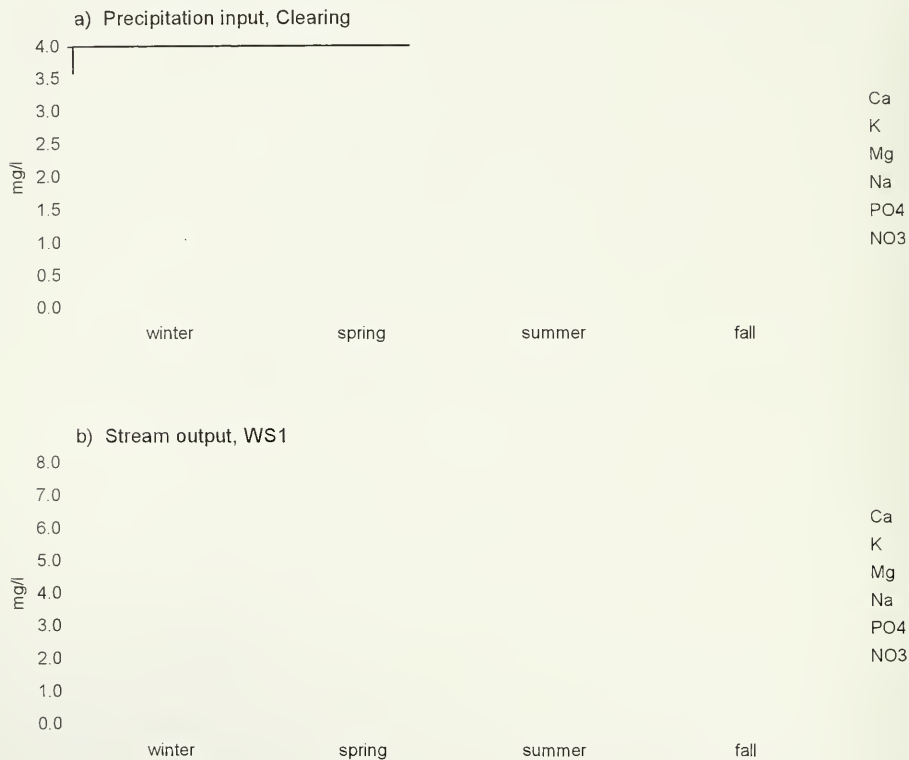 a) Precipitation input, Clearing
4.0
3.5
3.0
2.5
2.0
1.5
1.0
0.5
0.0
mg/l
winter spring summer fall
Ca
K
Mg
Na
PO4
NO3
b) Stream output, WS1
8.0
7.0
6.0
5.0
4.0
3.0
2.0
1.0
0.0
mg/l
winter spring summer fall
Ca
K
Mg
Na
PO4
NO3